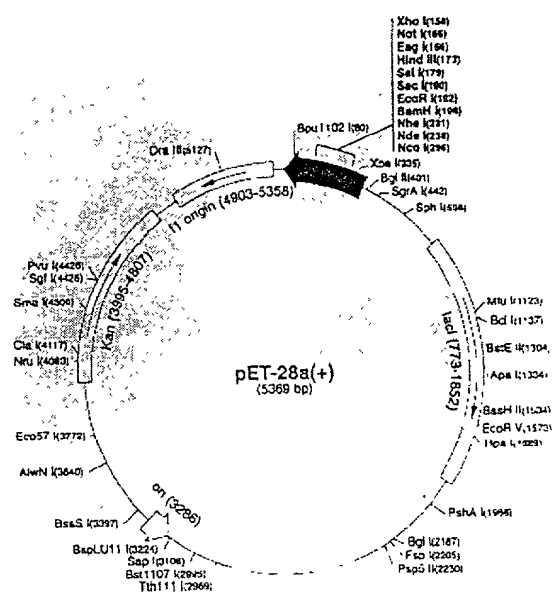 Xho I(158)
Not I(166)
Eag I(166)
Hind III(173)
Sal I(179)
Sac I(190)
EcoR I(192)
BamH I(198)
Nhe I(231)
Nde I(238)
Nco I(296)
Bpu1102 I(80)
Xba I(335)
Bgl II(401)
SgrA I(442)
Sph I(598)
Dra III(5127)
f1 origin (4903-5358)
Pvu I(4426)
Sgf I(4426)
Sma I(4300)
Kan (3995-4807)
Cla I(4117)
Nru I(4083)
Mlu I(1123)
Bcl I(1137)
BstE II(1304)
Apa I(1334)
lacI (773-1852)
BssH II(1534)
EcoR V(1573)
Hpa I(1629)
pET-28a(+)
(5369 bp)
Eco57 I(3772)
AlwN I(3640)
ori (3286)
BssS I(3397)
PshA I(1968)
BspLU11 I(3224)
Sap I(3108)
Bst1107 I(2995)
Tth111 I(2969)
Bgl I(2187)
Fsp I(2205)
Psp5 II(2230)